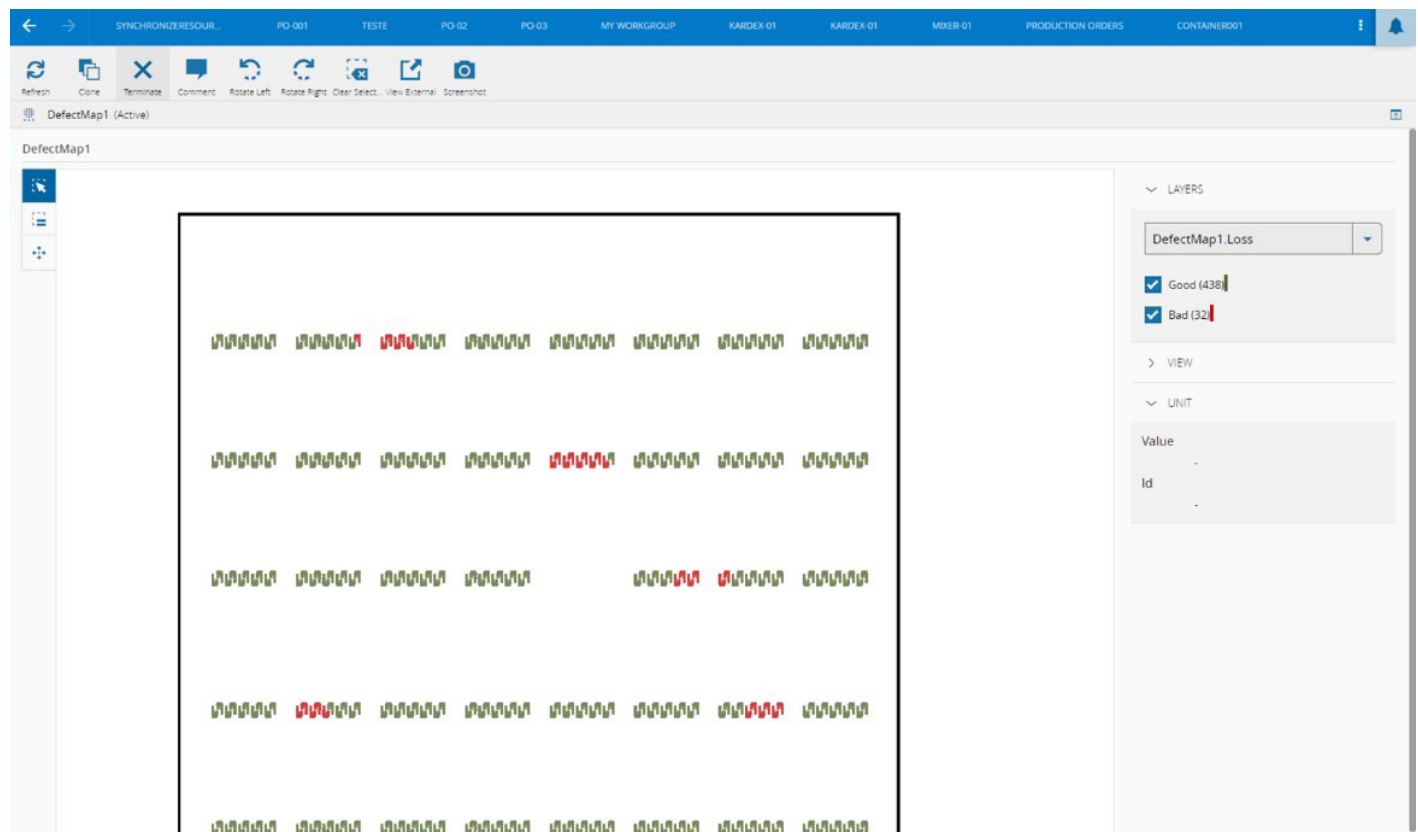 SYNCHRONIZERESOUR... PO-001 TESTE PO-02 PO-03 MY WORKGROUP KARDEX-01 KARDEX-01 MIXER-01 PRODUCTION ORDERS CONTAINER001
Refresh Clone Terminate Comment Rotate Left Rotate Right Clear Select... View External Screenshot
DefectMap1 (Active)
DefectMap1
LAYERS
DefectMap1.Loss
Good (438)
Bad (32)
VIEW
UNIT
Value
-
Id
-